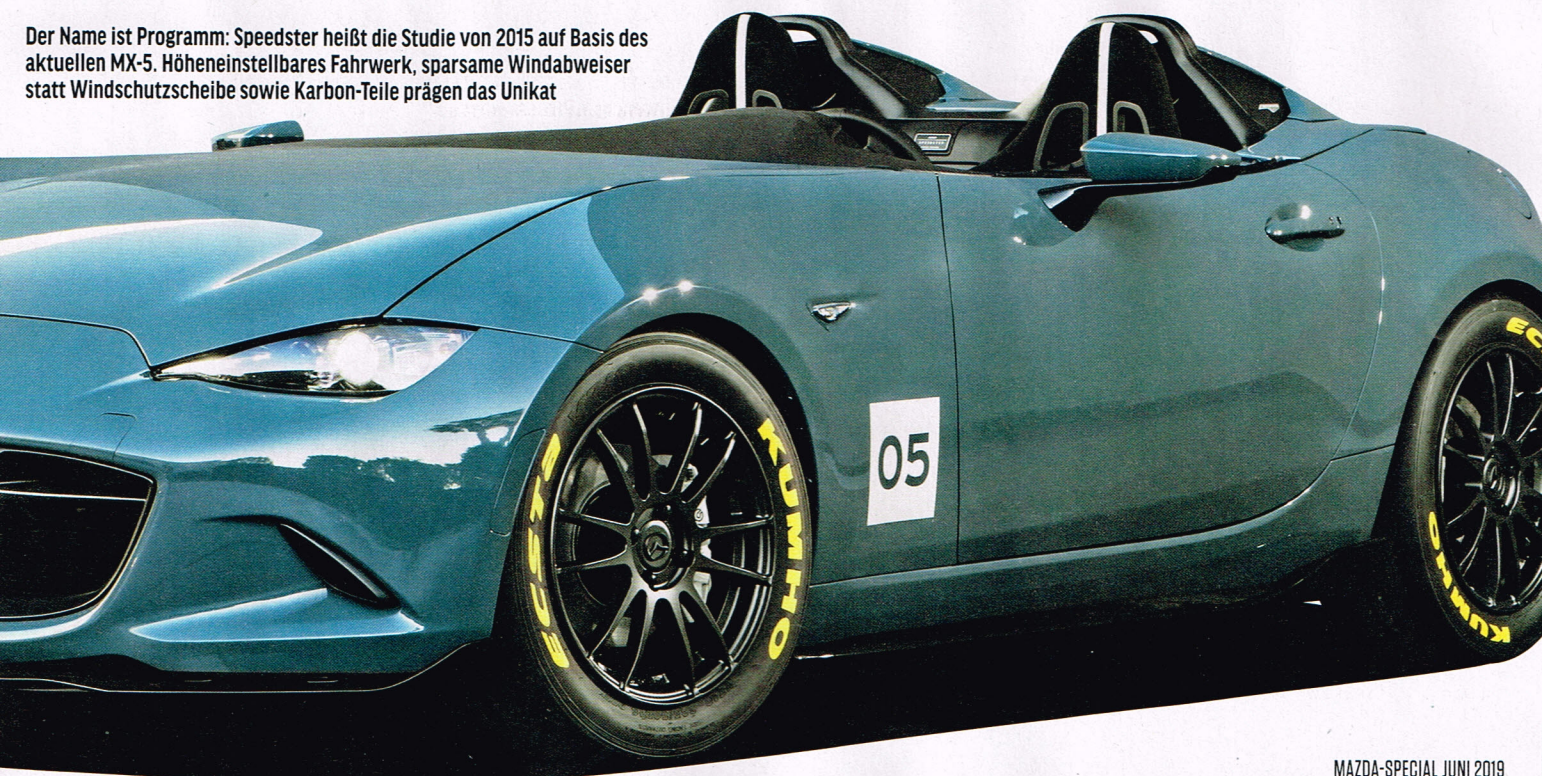 Der Name ist Programm: Speedster heißt die Studie von 2015 auf Basis des
aktuellen MX-5. Höheneinstellbares Fahrwerk, sparsame Windabweiser
statt Windschutzscheibe sowie Karbon-Teile prägen das Unikat
05
ECSTA
KUMHO
EC
KUMHO
MAZDA-SPECIAL JUNI 2019